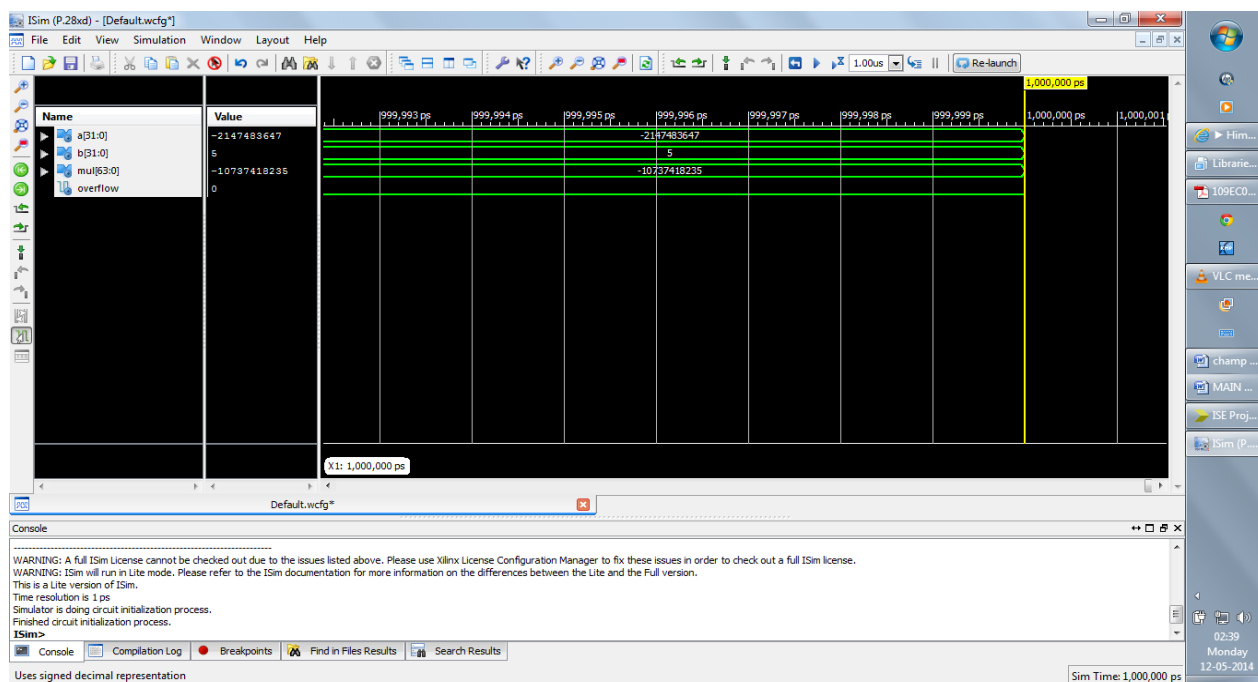 ISim (P.28xd) - [Default.wcfg*]
File Edit View Simulation Window Layout Help
1.00us Re-launch
1,000,000 ps
Name Value
999,993 ps 999,994 ps 999,995 ps 999,996 ps 999,997 ps 999,998 ps 999,999 ps 1,000,000 ps 1,000,001
a[31:0] -2147483647 -2147483647
b[31:0] 5 5
mul[63:0] -10737418235 -10737418235
overflow 0
X1: 1,000,000 ps
Default.wcfg*
Console
WARNING: A full ISim License cannot be checked out due to the issues listed above. Please use Xilinx License Configuration Manager to fix these issues in order to check out a full ISim license.
WARNING: ISim will run in Lite mode. Please refer to the ISim documentation for more information on the differences between the Lite and the Full version.
This is a Lite version of ISim.
Time resolution is 1 ps
Simulator is doing circuit initialization process.
Finished circuit initialization process.
ISim>
Console Compilation Log Breakpoints Find in Files Results Search Results
Uses signed decimal representation
Sim Time: 1,000,000 ps
Him...
Librarie...
109EC0...
VLC me...
champ ...
MAIN ...
ISE Proj...
ISim (P....
02:39
Monday
12-05-2014